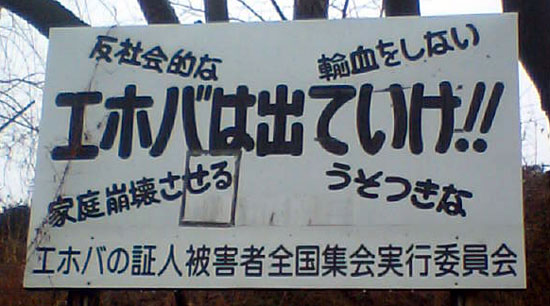 反社会的な
輸血をしない
エホバは出ていけ!!
家庭崩壊させる
うそつきな
エホバの証人被害者全国集会実行委員会